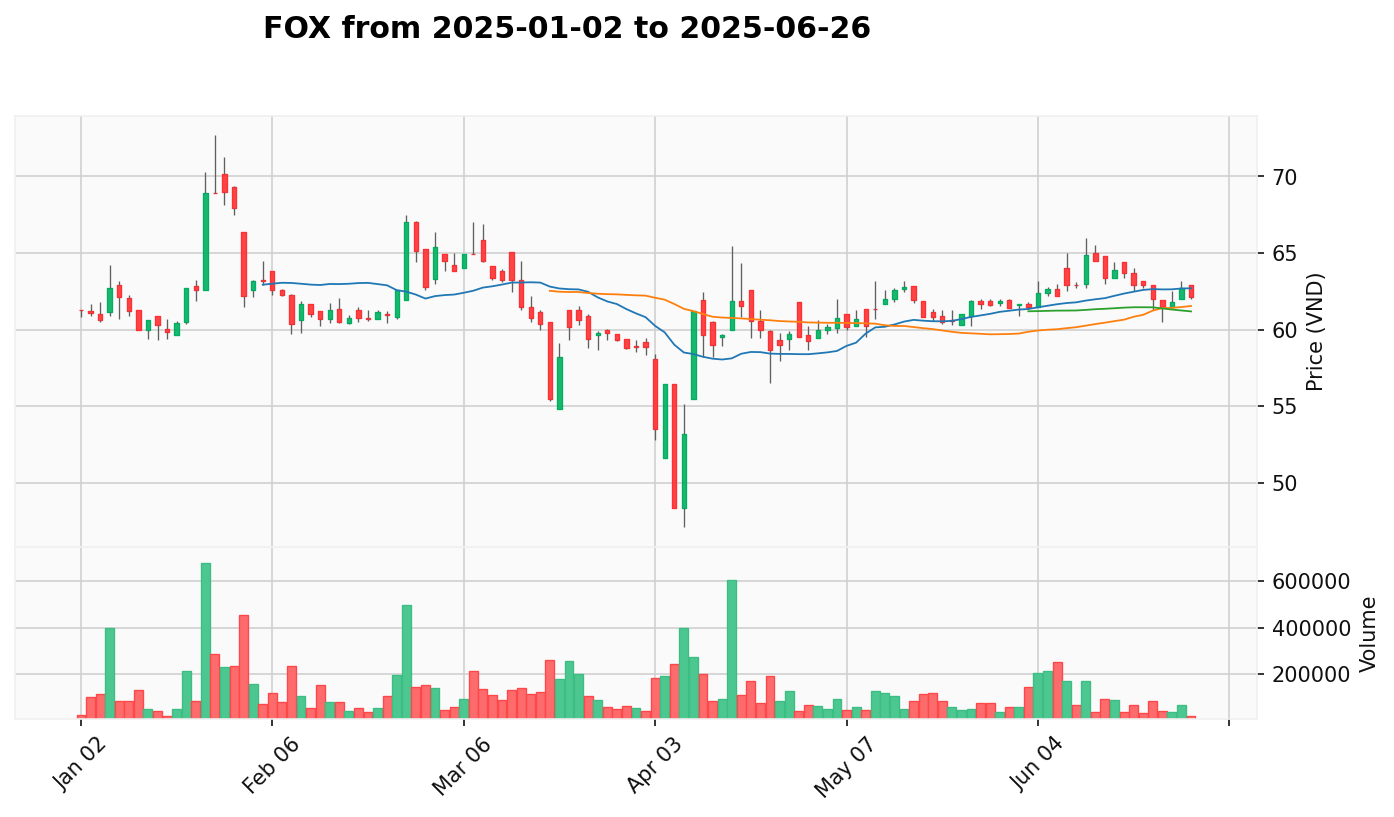 FOX from 2025-01-02 to 2025-06-26
70
65
60
55
50
Price (VND)
600000
400000
200000
Volume
Jan 02
Feb 06
Mar 06
Apr 03
May 07
Jun 04